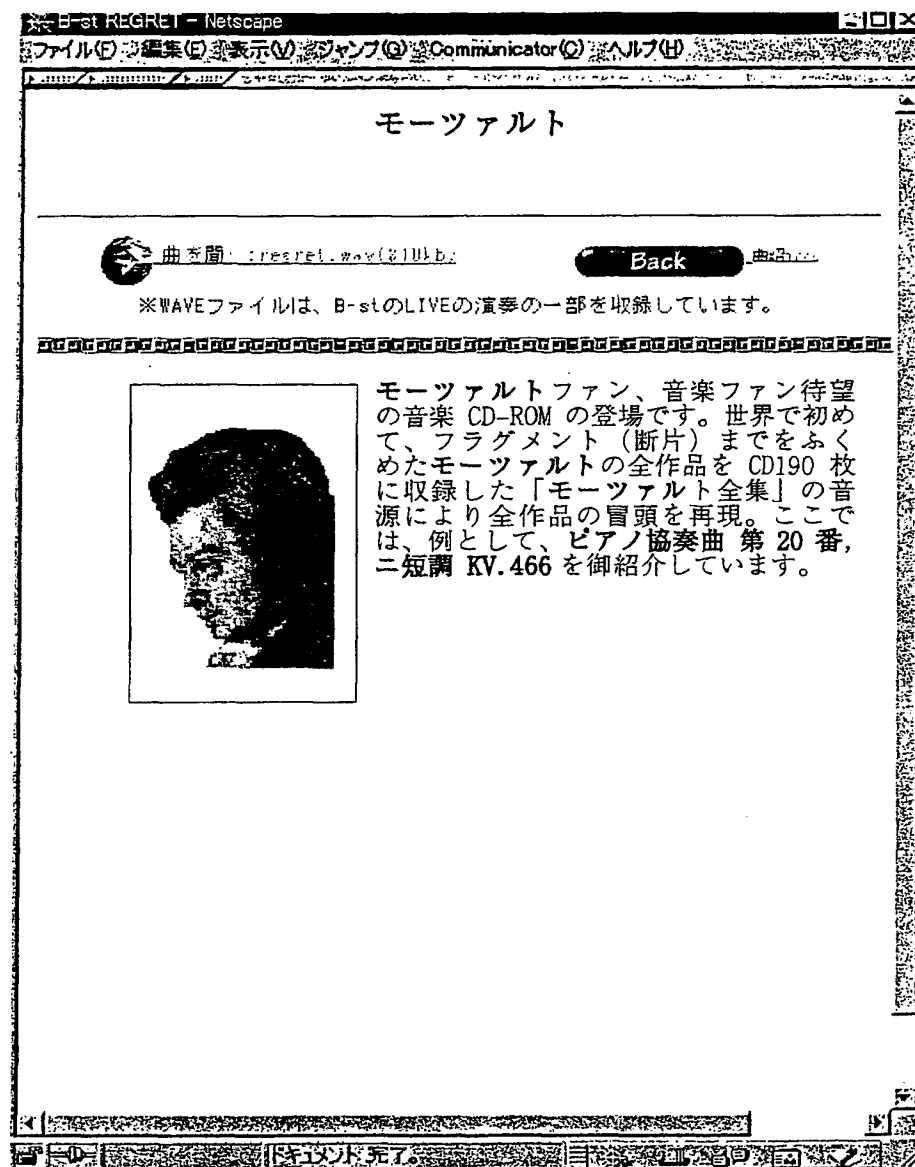 B-st REGRET - Netscape
ファイル(F) 編集(E) 表示(V) ジャンプ(G) Communicator(C) ヘルプ(H)
モーツァルト
曲を聞 regret.wav(210kb)
Back 曲
※WAVEファイルは、B-stのLIVEの演奏の一部を収録しています。
モーツァルトファン、音楽ファン待望
の音楽 CD-ROM の登場です。世界で初め
て、フラグメント（断片）までをふく
めたモーツァルトの全作品を CD190 枚
に収録した「モーツァルト全集」の音
源により全作品の冒頭を再現。ここで
は、例として、ピアノ協奏曲 第 20 番,
ニ短調 KV.466 を御紹介しています。
ドキュメント:完了。